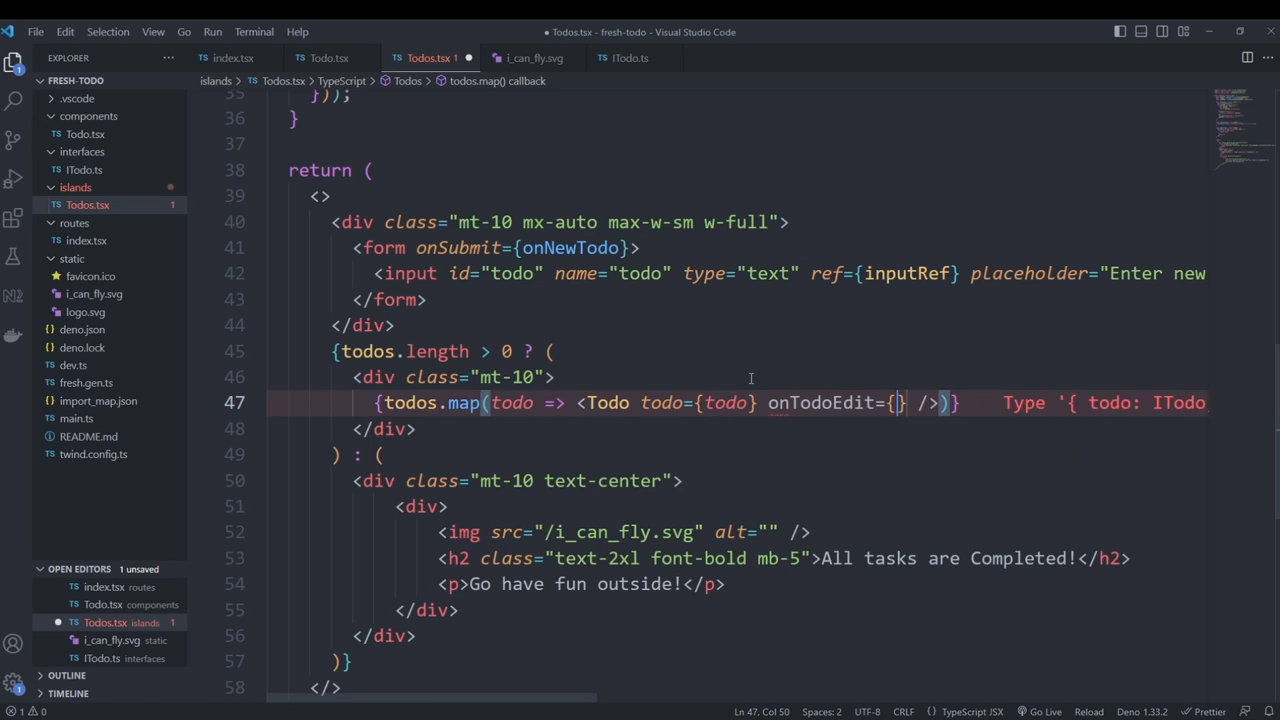 File Edit Selection View Go Run Terminal Help
● Todos.tsx - fresh-todo - Visual Studio Code
EXPLORER
index.tsx
Todo.tsx
Todos.tsx 1
i_can_fly.svg
ITodo.ts
FRESH-TODO
.vscode
components
Todo.tsx
interfaces
ITodo.ts
islands
Todos.tsx 1
routes
index.tsx
static
favicon.ico
i_can_fly.svg
logo.svg
deno.json
deno.lock
dev.ts
fresh.gen.ts
import_map.json
main.ts
README.md
twind.config.ts
OPEN EDITORS 1 unsaved
index.tsx routes
Todo.tsx components
Todos.tsx islands 1
i_can_fly.svg static
ITodo.ts interfaces
OUTLINE
TIMELINE
islands > Todos.tsx > TypeScript > Todos > todos.map() callback
35 }));
36 }
37
38 return (
39 <>
40 <div class="mt-10 mx-auto max-w-sm w-full">
41 <form onSubmit={onNewTodo}>
42 <input id="todo" name="todo" type="text" ref={inputRef} placeholder="Enter new
43 </form>
44 </div>
45 {todos.length > 0 ? (
46 <div class="mt-10">
47 {todos.map(todo => <Todo todo={todo} onTodoEdit={} />)} Type '{ todo: ITodo
48 </div>
49 ) : (
50 <div class="mt-10 text-center">
51 <div>
52 <img src="/i_can_fly.svg" alt="" />
53 <h2 class="text-2xl font-bold mb-5">All tasks are Completed!</h2>
54 <p>Go have fun outside!</p>
55 </div>
56 </div>
57 )}
58 </>
1 0 Ln 47, Col 50 Spaces: 2 UTF-8 CRLF {} TypeScript JSX Go Live Reload Deno 1.33.2 Prettier